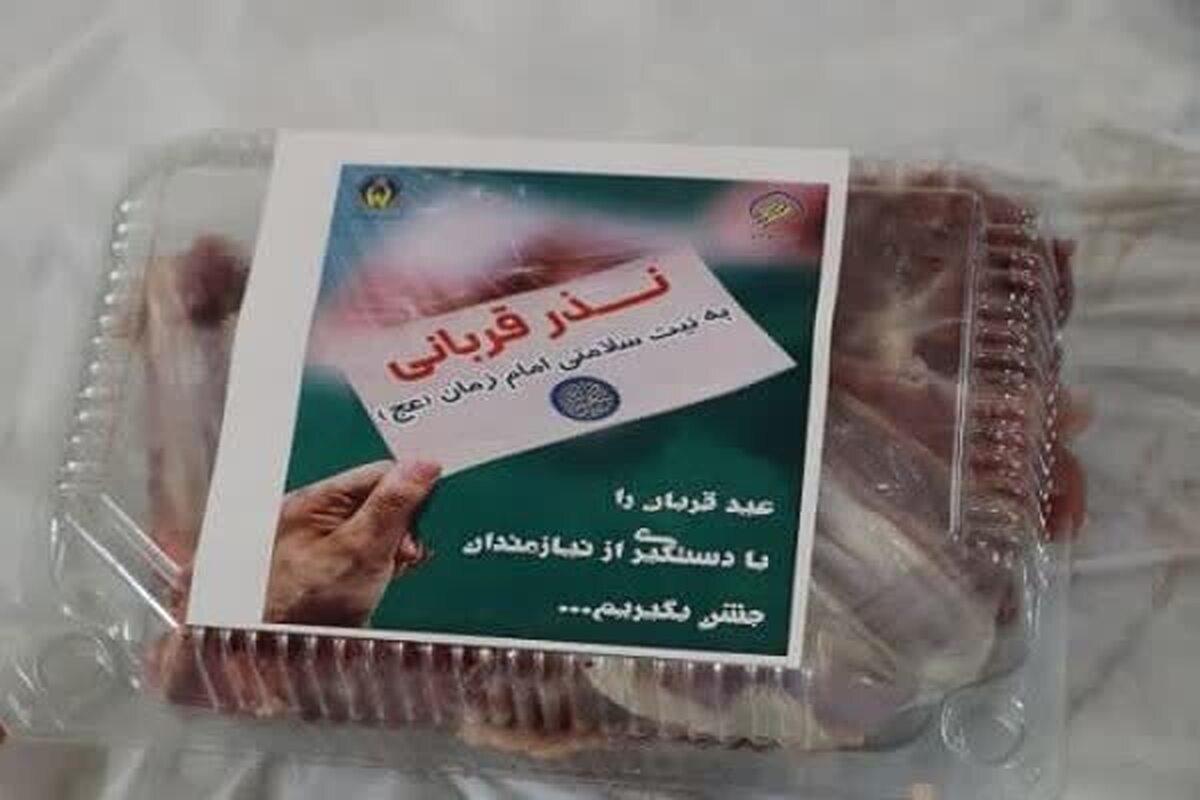 نذر قربانی
به نیت سلامتی امام زمان (عج)
عید قربان را
با دستگیری از نیازمندان
جشن بگیریم...